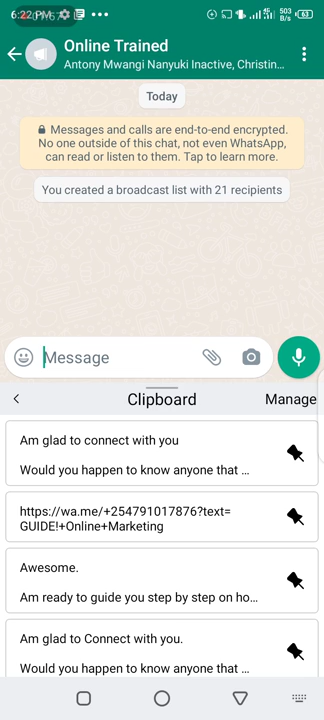 6:22 PM
503
B/s
63
Online Trained
Antony Mwangi Nanyuki Inactive, Christin...
Today
Messages and calls are end-to-end encrypted.
No one outside of this chat, not even WhatsApp,
can read or listen to them. Tap to learn more.
You created a broadcast list with 21 recipients
Message
Clipboard
Manage
Am glad to connect with you
Would you happen to know anyone that ...
https://wa.me/+254791017876?text=
GUIDE!+Online+Marketing
Awesome.
Am ready to guide you step by step on ho...
Am glad to Connect with you.
Would you happen to know anyone that ...